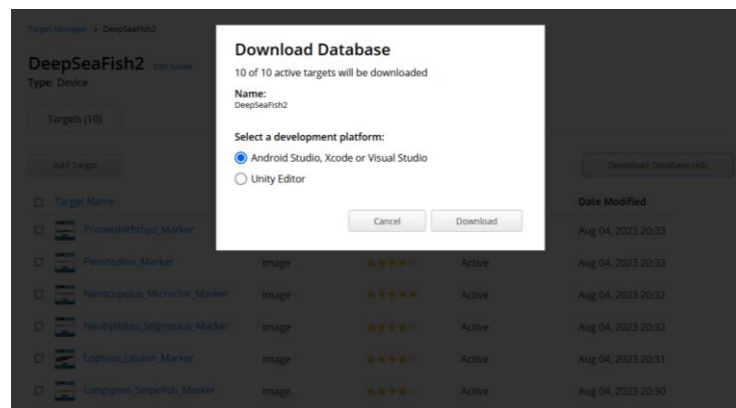 Target Manager > DeepSeaFish2
DeepSeaFish2 Edit Name
Type: Device
Targets (10)
Add Target
Download Database (All)
Target Name
Date Modified
Download Database
10 of 10 active targets will be downloaded
Name:
DeepSeaFish2
Select a development platform:
Android Studio, Xcode or Visual Studio
Unity Editor
Cancel Download
Promethichthys_Marker Aug 04, 2023 20:33
Peristedion_Marker Image Active Aug 04, 2023 20:33
Neoscopelus_Microchir_Marker Image Active Aug 04, 2023 20:32
Neobythites_Stigmosus_Marker Image Active Aug 04, 2023 20:32
Lophius_Litulon_Marker Image Active Aug 04, 2023 20:31
Longspine_Snipefish_Marker Image Active Aug 04, 2023 20:30